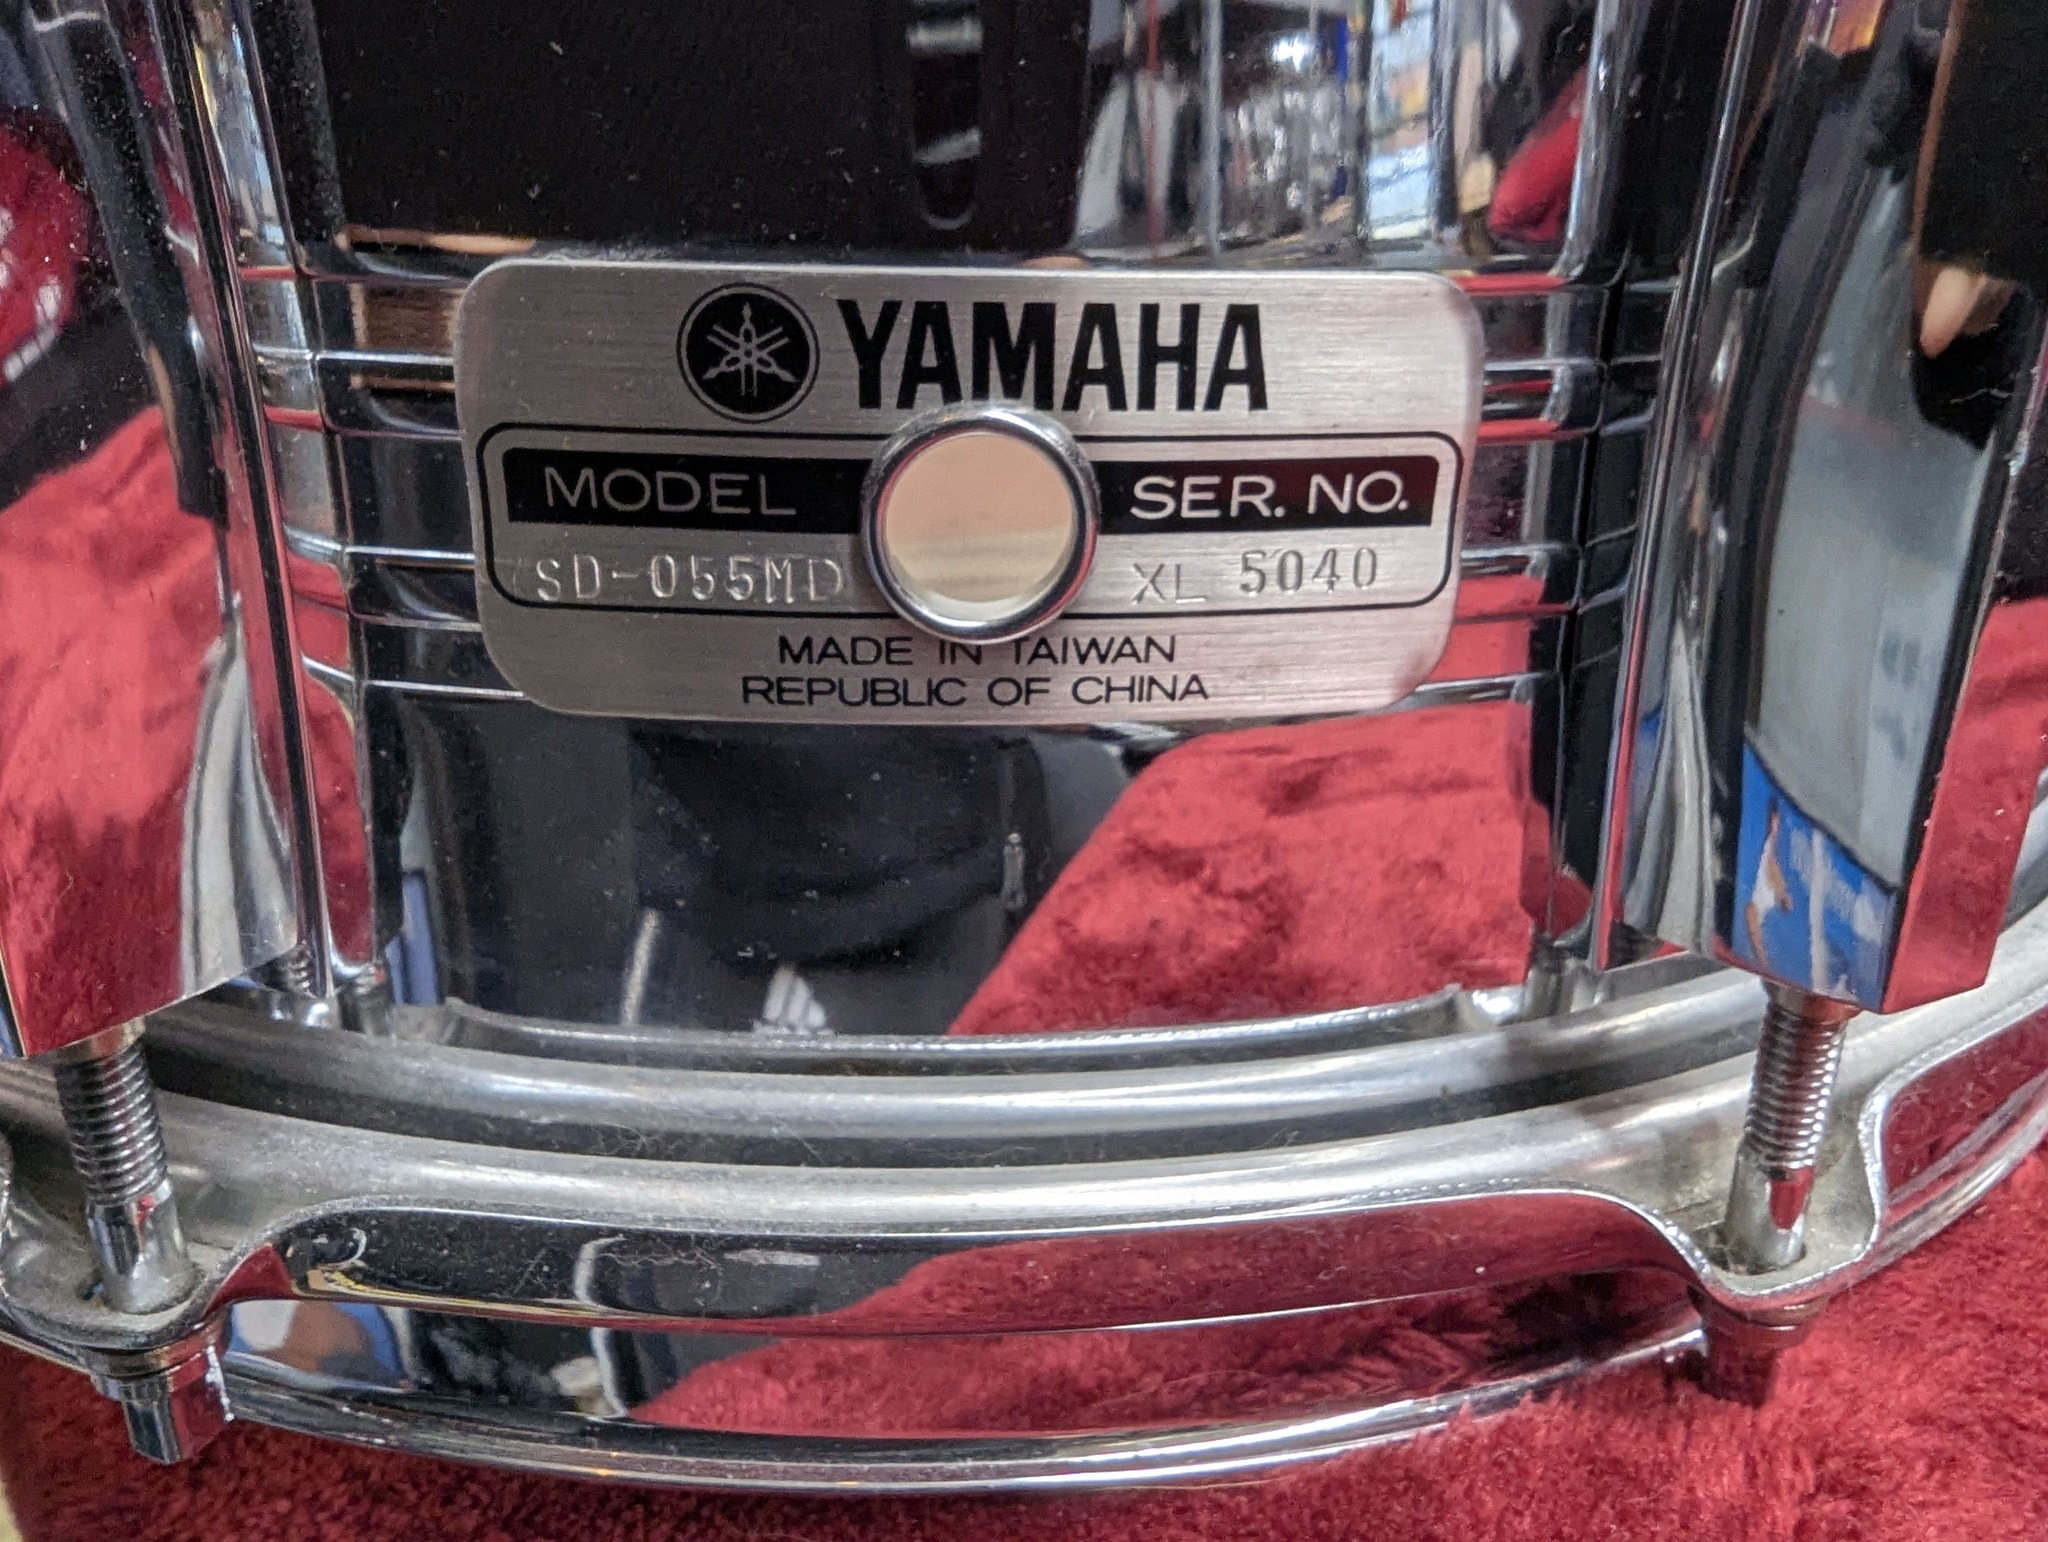 YAMAHA
MODEL SER. NO.
SD-055MD XL 5040
MADE IN TAIWAN
REPUBLIC OF CHINA